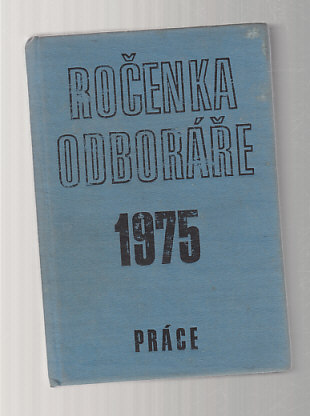 ROČENKA
ODBORÁŘE
1975
PRÁCE